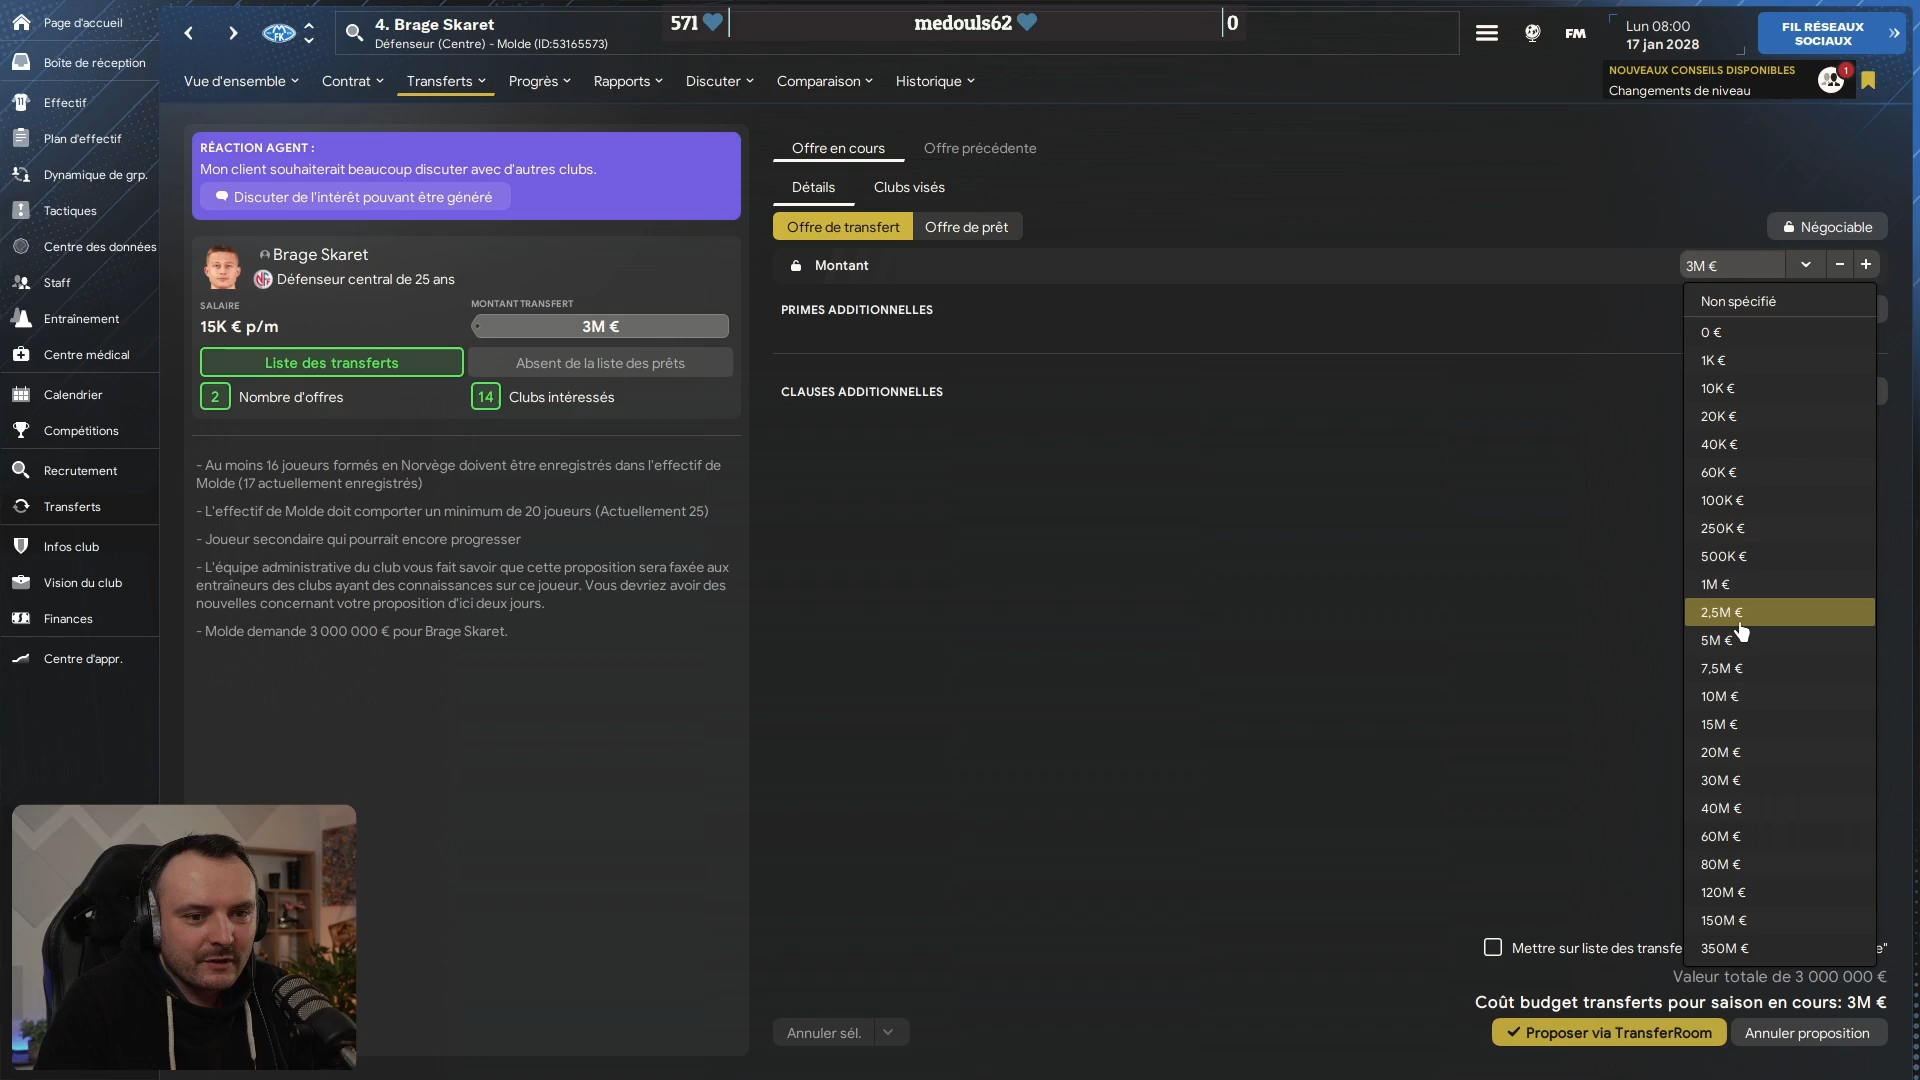 Page d'accueil
Boîte de réception
Effectif
Plan d'effectif
Dynamique de grp.
Tactiques
Centre des données
Staff
Entraînement
Centre médical
Calendrier
Compétitions
Recrutement
Transferts
Infos club
Vision du club
Finances
Centre d'appr.
4. Brage Skaret
Défenseur (Centre) - Molde (ID:53165573)
571
medouls62
0
FM
Lun 08:00
17 jan 2028
FIL RÉSEAUX
SOCIAUX
NOUVEAUX CONSEILS DISPONIBLES
Changements de niveau
1
Vue d'ensemble
Contrat
Transferts
Progrès
Rapports
Discuter
Comparaison
Historique
RÉACTION AGENT :
Mon client souhaiterait beaucoup discuter avec d'autres clubs.
Discuter de l'intérêt pouvant être généré
Brage Skaret
Défenseur central de 25 ans
SALAIRE
15K € p/m
MONTANT TRANSFERT
3M €
Liste des transferts
Absent de la liste des prêts
2 Nombre d'offres
14 Clubs intéressés
- Au moins 16 joueurs formés en Norvège doivent être enregistrés dans l'effectif de
Molde (17 actuellement enregistrés)
- L'effectif de Molde doit comporter un minimum de 20 joueurs (Actuellement 25)
- Joueur secondaire qui pourrait encore progresser
- L'équipe administrative du club vous fait savoir que cette proposition sera faxée aux
entraîneurs des clubs ayant des connaissances sur ce joueur. Vous devriez avoir des
nouvelles concernant votre proposition d'ici deux jours.
- Molde demande 3 000 000 € pour Brage Skaret.
Offre en cours
Offre précédente
Détails
Clubs visés
Offre de transfert
Offre de prêt
Négociable
Montant
3M €
PRIMES ADDITIONNELLES
CLAUSES ADDITIONNELLES
Non spécifié
0 €
1K €
10K €
20K €
40K €
60K €
100K €
250K €
500K €
1M €
2,5M €
5M €
7,5M €
10M €
15M €
20M €
30M €
40M €
60M €
80M €
120M €
150M €
350M €
Mettre sur liste des transfe
e"
Valeur totale de 3 000 000 €
Coût budget transferts pour saison en cours: 3M €
Annuler sél.
Proposer via TransferRoom
Annuler proposition